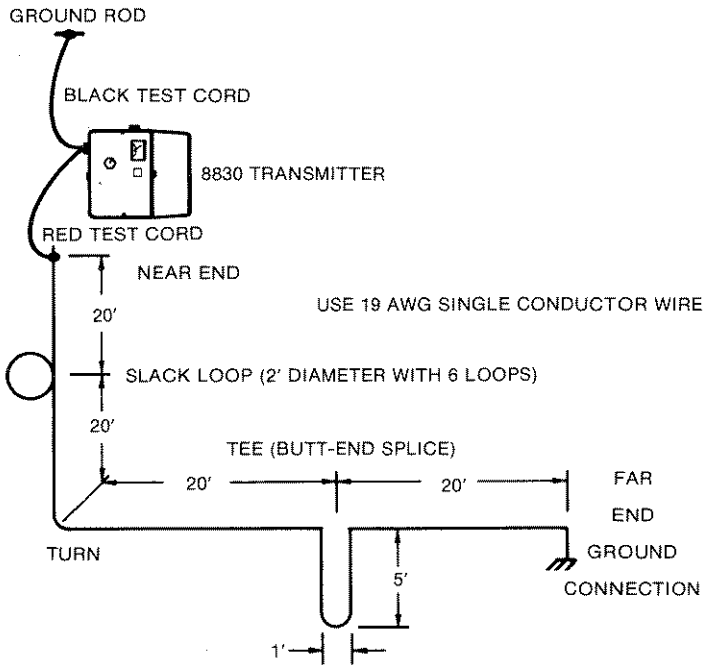 GROUND ROD
BLACK TEST CORD
8830 TRANSMITTER
RED TEST CORD
NEAR END
20'
USE 19 AWG SINGLE CONDUCTOR WIRE
SLACK LOOP (2' DIAMETER WITH 6 LOOPS)
20'
TEE (BUTT-END SPLICE)
20'
20'
FAR
END
GROUND
CONNECTION
TURN
5'
1'